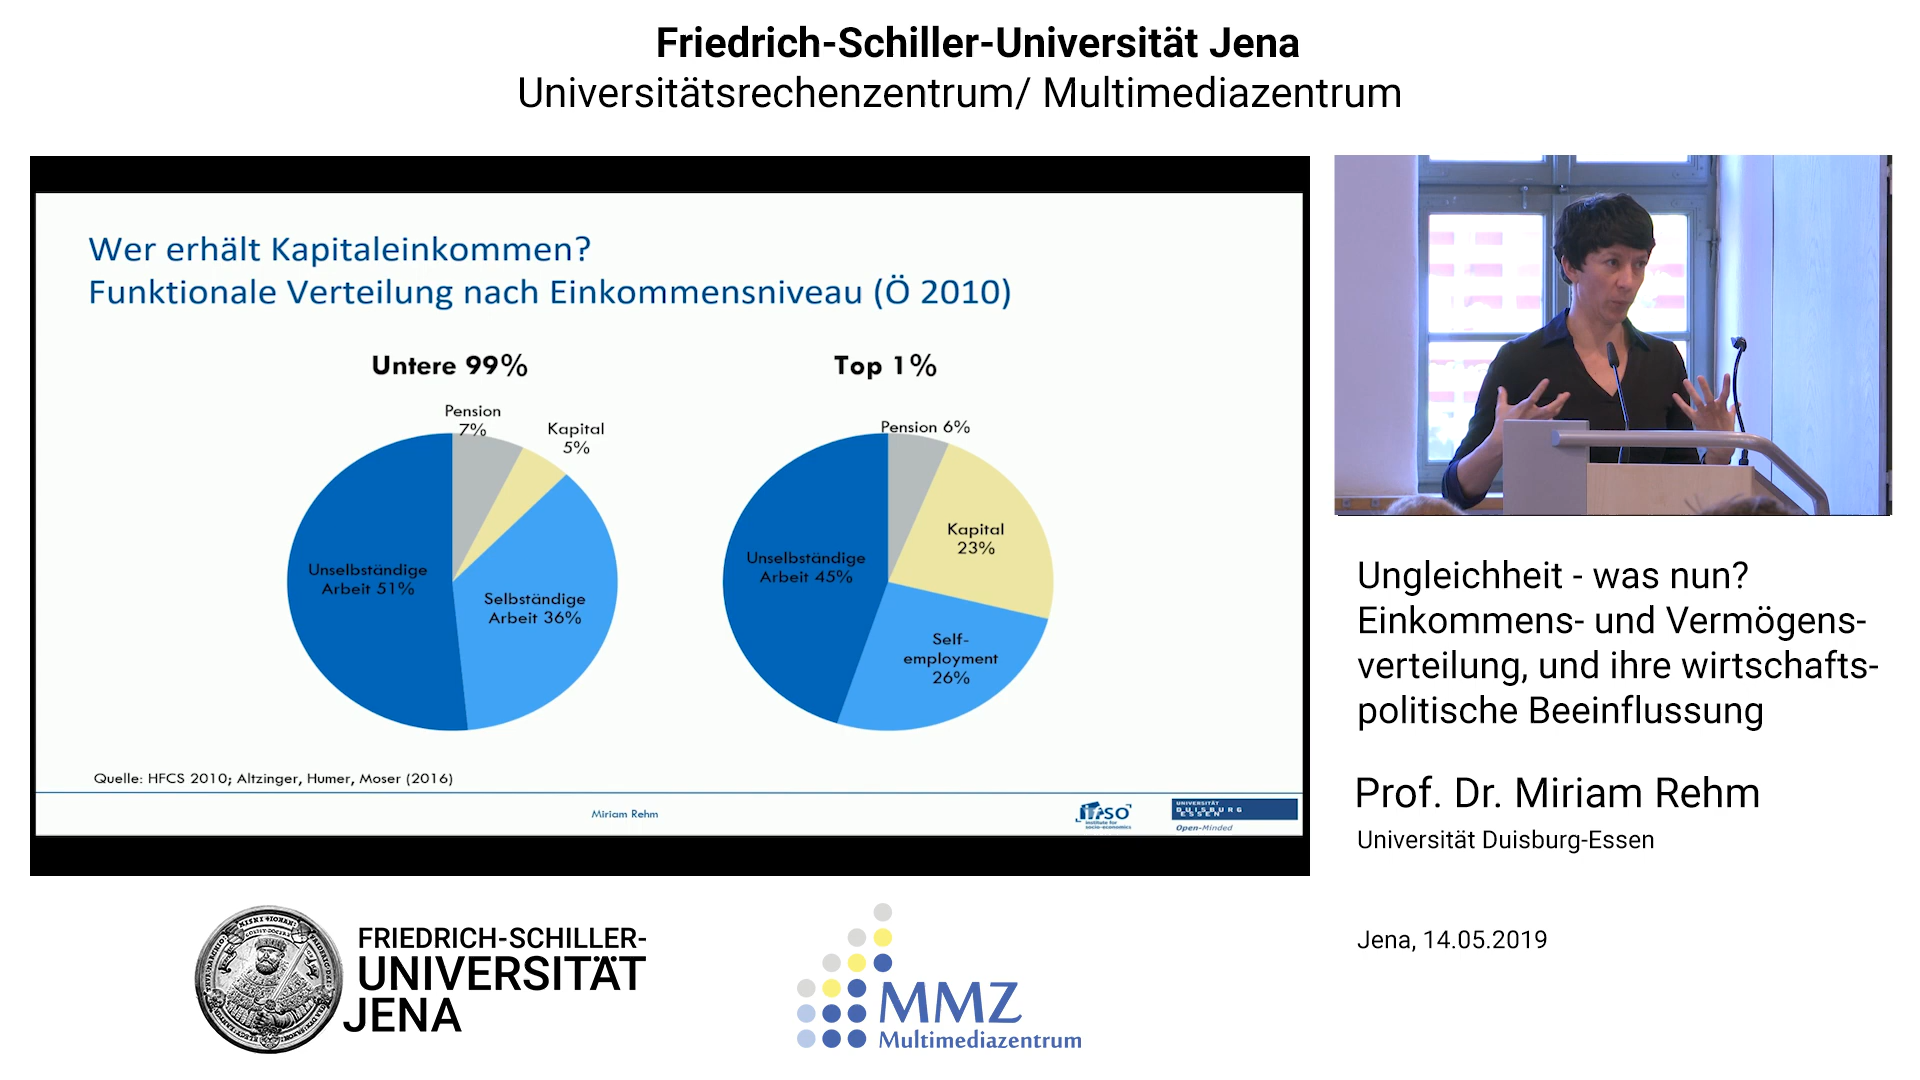 Friedrich-Schiller-Universität Jena
Universitätsrechenzentrum/ Multimediazentrum
Wer erhält Kapitaleinkommen?
Funktionale Verteilung nach Einkommensniveau (Ö 2010)
Untere 99%
Pension
7%
Kapital
5%
Unselbständige
Arbeit 51%
Selbständige
Arbeit 36%
Top 1%
Pension 6%
Kapital
23%
Unselbständige
Arbeit 45%
Self-
employment
26%
Quelle: HFCS 2010; Altzinger, Humer, Moser (2016)
Miriam Rehm
ifso
institute for
socio-economics
UNIVERSITÄT
DUISBURG
ESSEN
Open-Minded
Ungleichheit - was nun?
Einkommens- und Vermögens-
verteilung, und ihre wirtschafts-
politische Beeinflussung
Prof. Dr. Miriam Rehm
Universität Duisburg-Essen
Jena, 14.05.2019
FRIEDRICH-SCHILLER-
UNIVERSITÄT
JENA
MMZ
Multimediazentrum